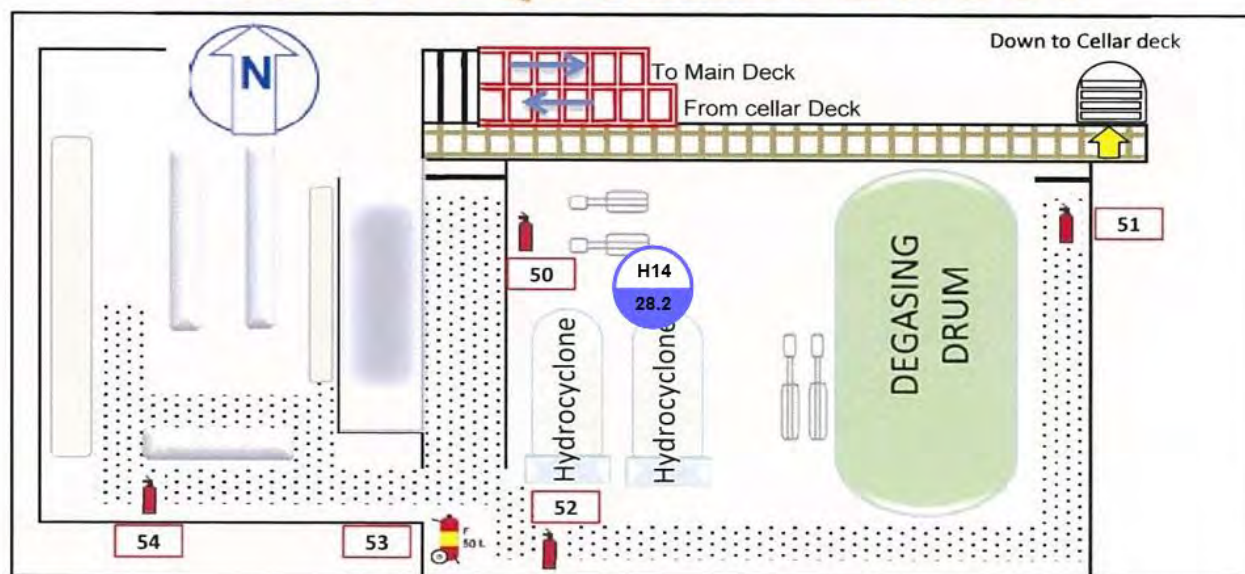 Down to Cellar deck
N
To Main Deck
From cellar Deck
51
50
H14
28.2
Hydrocyclone
Hydrocyclone
DEGASING
DRUM
52
54
53
F
50 L